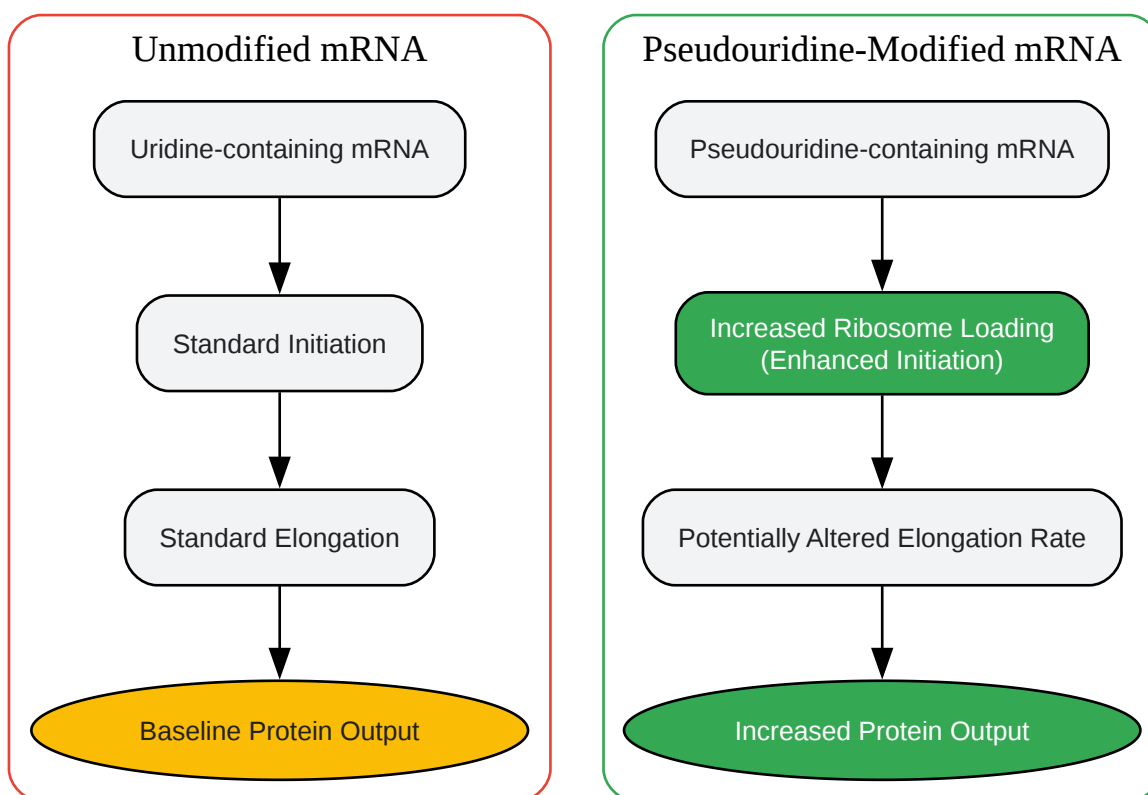 Unmodified mRNA
Uridine-containing mRNA
Standard Initiation
Standard Elongation
Baseline Protein Output
Pseudouridine-Modified mRNA
Pseudouridine-containing mRNA
Increased Ribosome Loading
(Enhanced Initiation)
Potentially Altered Elongation Rate
Increased Protein Output